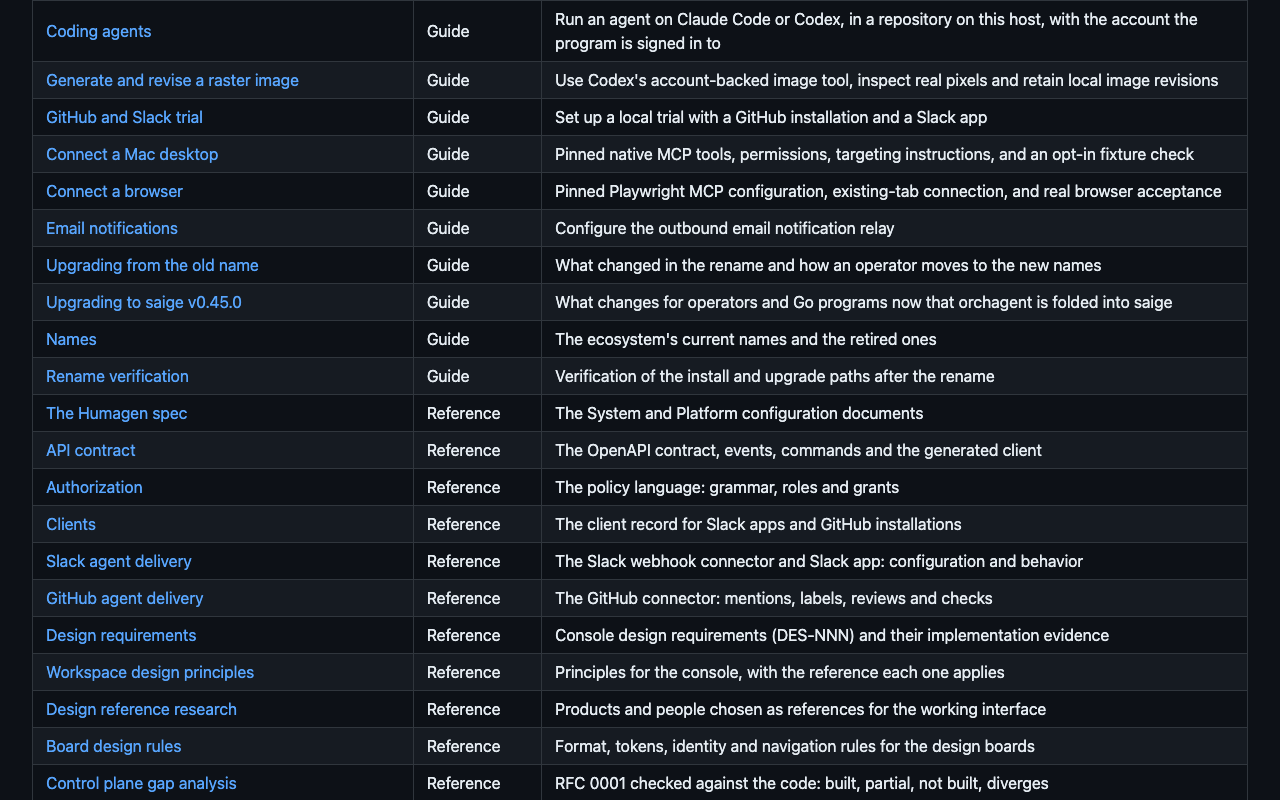 Coding agents Guide Run an agent on Claude Code or Codex, in a repository on this host, with the account the
program is signed in to
Generate and revise a raster image Guide Use Codex's account-backed image tool, inspect real pixels and retain local image revisions
GitHub and Slack trial Guide Set up a local trial with a GitHub installation and a Slack app
Connect a Mac desktop Guide Pinned native MCP tools, permissions, targeting instructions, and an opt-in fixture check
Connect a browser Guide Pinned Playwright MCP configuration, existing-tab connection, and real browser acceptance
Email notifications Guide Configure the outbound email notification relay
Upgrading from the old name Guide What changed in the rename and how an operator moves to the new names
Upgrading to saige v0.45.0 Guide What changes for operators and Go programs now that orchagent is folded into saige
Names Guide The ecosystem's current names and the retired ones
Rename verification Guide Verification of the install and upgrade paths after the rename
The Humagen spec Reference The System and Platform configuration documents
API contract Reference The OpenAPI contract, events, commands and the generated client
Authorization Reference The policy language: grammar, roles and grants
Clients Reference The client record for Slack apps and GitHub installations
Slack agent delivery Reference The Slack webhook connector and Slack app: configuration and behavior
GitHub agent delivery Reference The GitHub connector: mentions, labels, reviews and checks
Design requirements Reference Console design requirements (DES-NNN) and their implementation evidence
Workspace design principles Reference Principles for the console, with the reference each one applies
Design reference research Reference Products and people chosen as references for the working interface
Board design rules Reference Format, tokens, identity and navigation rules for the design boards
Control plane gap analysis Reference RFC 0001 checked against the code: built, partial, not built, diverges